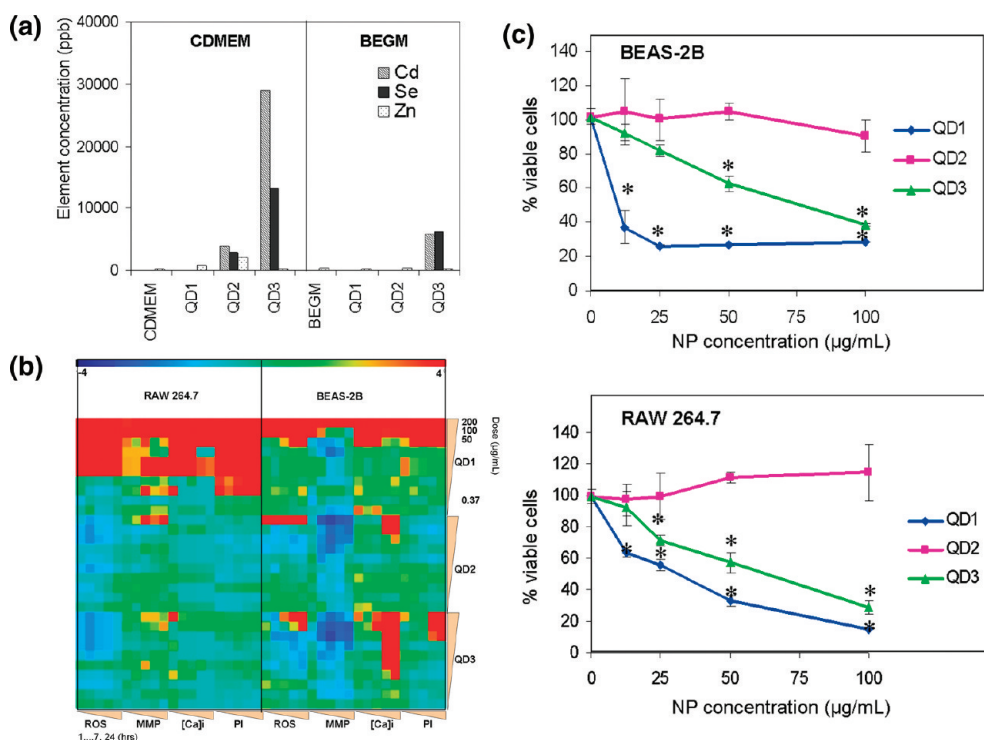 (a)
CDMEM BEGM
Cd
Se
Zn
Element concentration (ppb)
40000
30000
20000
10000
0
CDMEM QD1 QD2 QD3 BEGM QD1 QD2 QD3
(b)
-4 4
RAW 264.7 BEAS-2B
200
100
50
0.37
Dose (µg/mL)
QD1
QD2
QD3
ROS MMP [Ca]i PI ROS MMP [Ca]i PI
1....7, 24 (hrs)
(c)
BEAS-2B
% viable cells
140
120
100
80
60
40
20
0
* * * * * * *
QD1
QD2
QD3
0 25 50 75 100
NP concentration (µg/mL)
RAW 264.7
% viable cells
140
120
100
80
60
40
20
0
* * * * * * *
QD1
QD2
QD3
0 25 50 75 100
NP concentration (µg/mL)